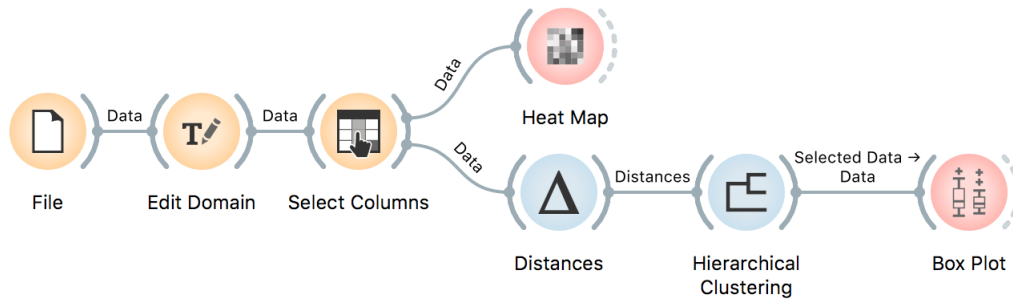 Data
Heat Map
Data
Data
Data
File
Edit Domain
Select Columns
Distances
Selected Data →
Data
Distances
Hierarchical
Clustering
Box Plot